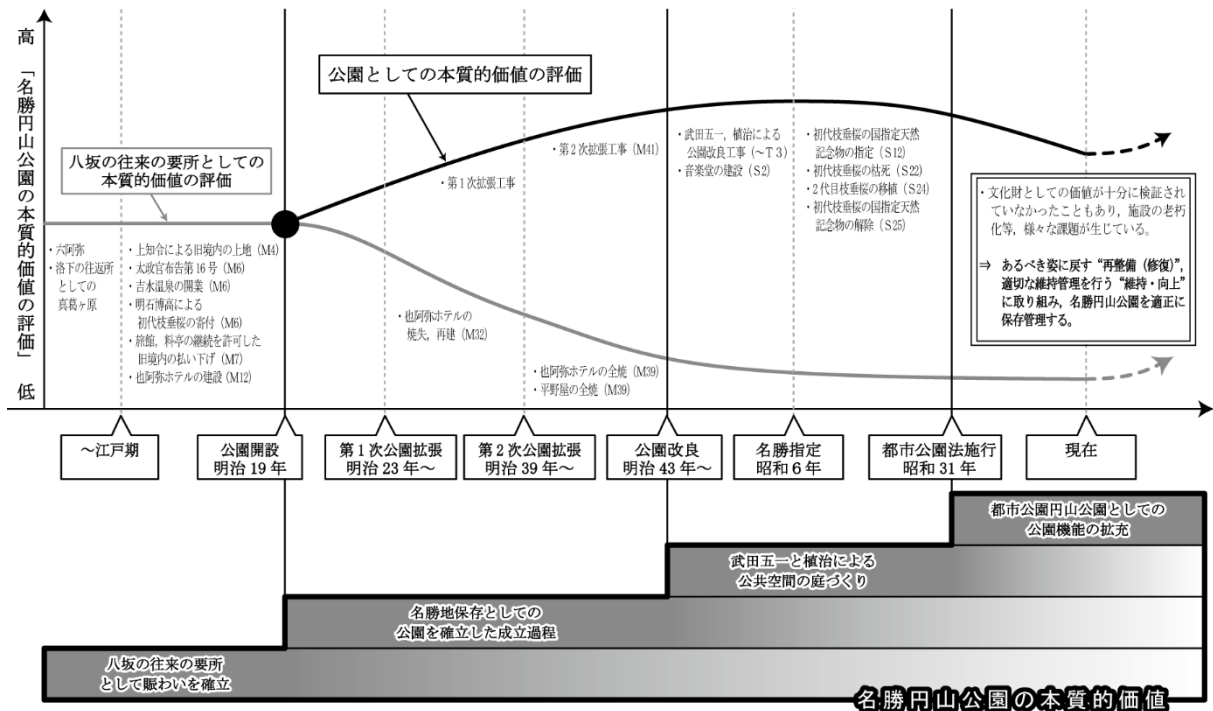 高
「名勝円山公園の本質的価値の評価」
低
公園としての本質的価値の評価
八坂の往来の要所としての
本質的価値の評価
・六阿弥
・洛下の往返所
としての
真葛ヶ原
・上知令による旧境内の上地（M4）
・太政官布告第16号（M6）
・吉水温泉の開業（M6）
・明石博高による
初代枝垂桜の寄付（M6）
・旅館，料亭の継続を許可した
旧境内の払い下げ（M7）
・也阿弥ホテルの建設（M12）
・第1次拡張工事
・也阿弥ホテルの
焼失，再建（M32）
・第2次拡張工事（M41）
・也阿弥ホテルの全焼（M39）
・平野屋の全焼（M39）
・武田五一，植治による
公園改良工事（～T3）
・音楽堂の建設（S2）
・初代枝垂桜の国指定天然
記念物の指定（S12）
・初代枝垂桜の枯死（S22）
・2代目枝垂桜の移植（S24）
・初代枝垂桜の国指定天然
記念物の解除（S25）
・文化財としての価値が十分に検証され
ていなかったこともあり，施設の老朽
化等，様々な課題が生じている。
⇒ あるべき姿に戻す“再整備（修復）”，
適切な維持管理を行う“維持・向上”
に取り組み，名勝円山公園を適正に
保存管理する。
～江戸期
公園開設
明治19年
第1次公園拡張
明治23年～
第2次公園拡張
明治39年～
公園改良
明治43年～
名勝指定
昭和6年
都市公園法施行
昭和31年
現在
都市公園円山公園としての
公園機能の拡充
武田五一と植治による
公共空間の庭づくり
名勝地保存としての
公園を確立した成立過程
八坂の往来の要所
として賑わいを確立
名勝円山公園の本質的価値